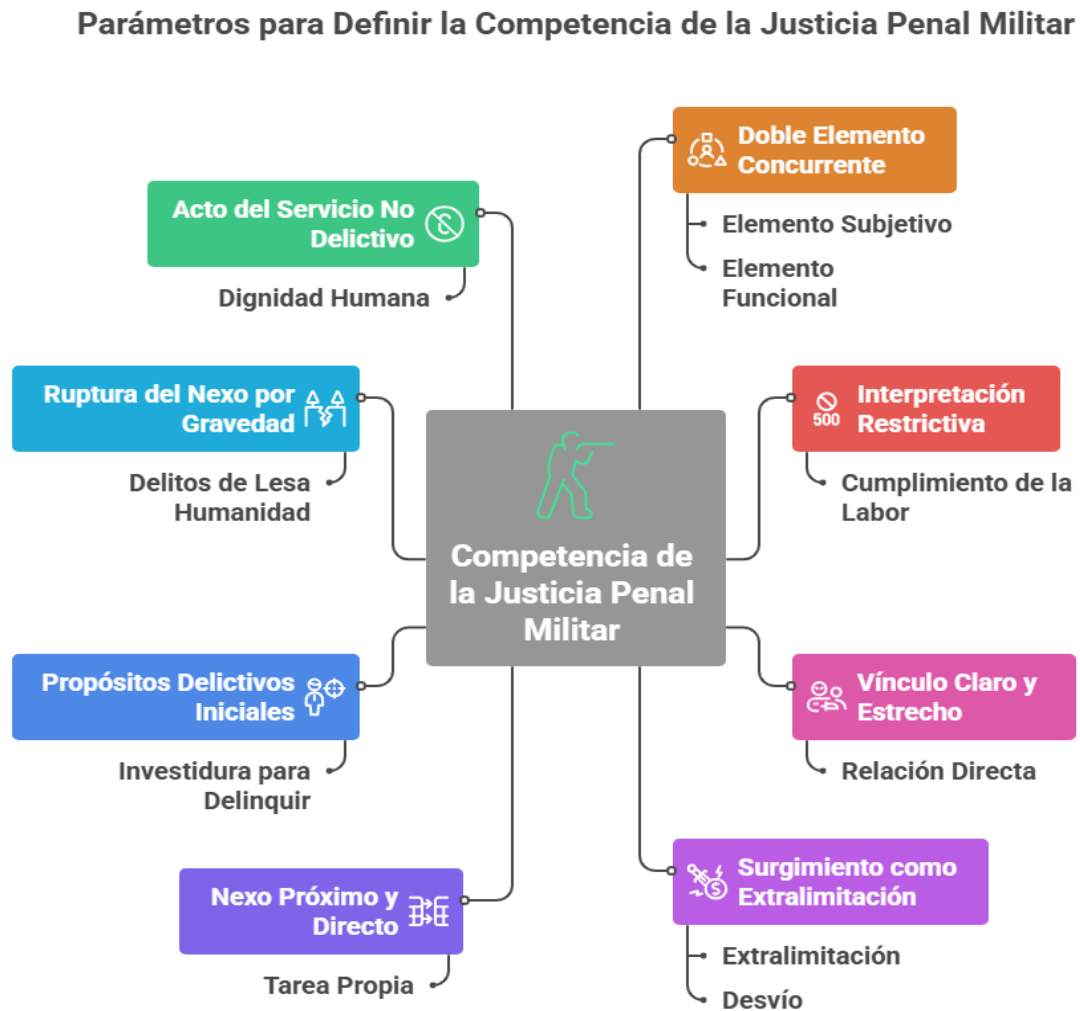 Parámetros para Definir la Competencia de la Justicia Penal Militar
Doble Elemento
Concurrente
Elemento Subjetivo
Elemento
Funcional
Acto del Servicio No
Delictivo
Dignidad Humana
Ruptura del Nexo por
Gravedad
Delitos de Lesa
Humanidad
500
Interpretación
Restrictiva
Cumplimiento de la
Labor
Competencia de
la Justicia Penal
Militar
Propósitos Delictivos
Iniciales
Investidura para
Delinquir
Vínculo Claro y
Estrecho
Relación Directa
Nexo Próximo y
Directo
Tarea Propia
Surgimiento como
Extralimitación
Extralimitación
Desvío